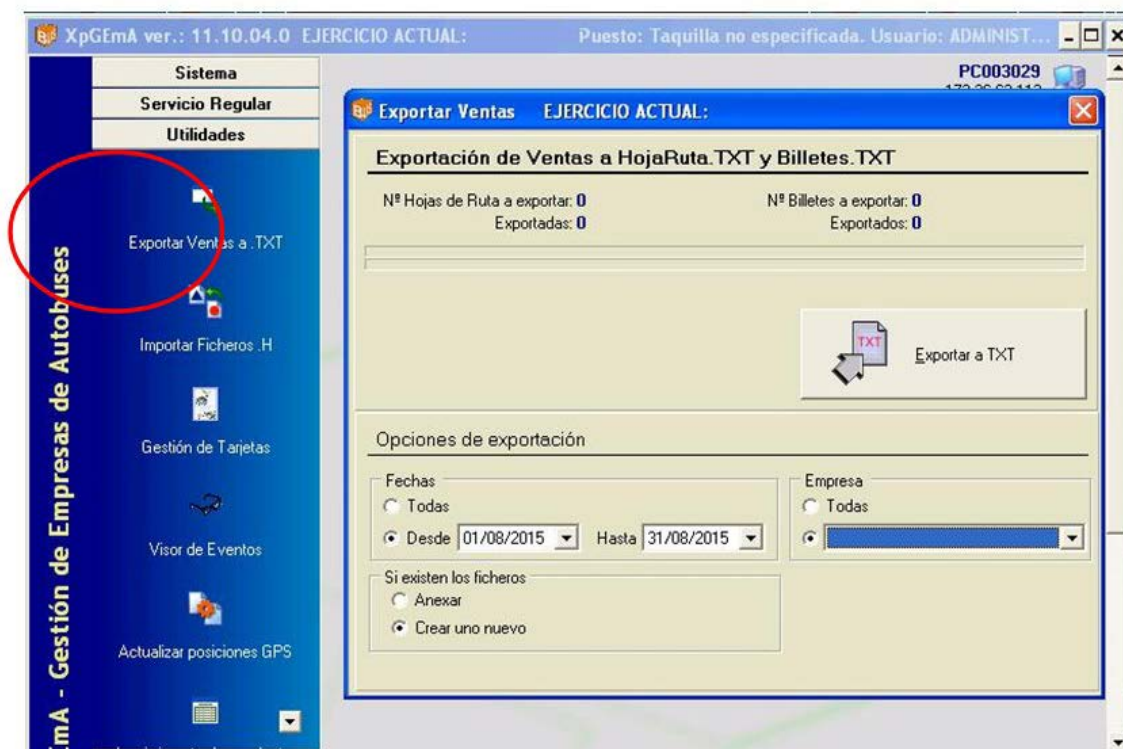 XpGEmA ver.: 11.10.04.0 EJERCICIO ACTUAL: Puesto: Taquilla no especificada. Usuario: ADMINIST...
Sistema
Servicio Regular
Utilidades
Exportar Ventas a .TXT
Importar Ficheros .H
Gestión de Tarjetas
Visor de Eventos
Actualizar posiciones GPS
EmA - Gestión de Empresas de Autobuses
PC003029
Exportar Ventas EJERCICIO ACTUAL:
Exportación de Ventas a HojaRuta.TXT y Billetes.TXT
Nº Hojas de Ruta a exportar: 0 Nº Billetes a exportar: 0
Exportadas: 0 Exportados: 0
TXT
Exportar a TXT
Opciones de exportación
Fechas Empresa
Todas Todas
Desde 01/08/2015 Hasta 31/08/2015
Si existen los ficheros
Anexar
Crear uno nuevo